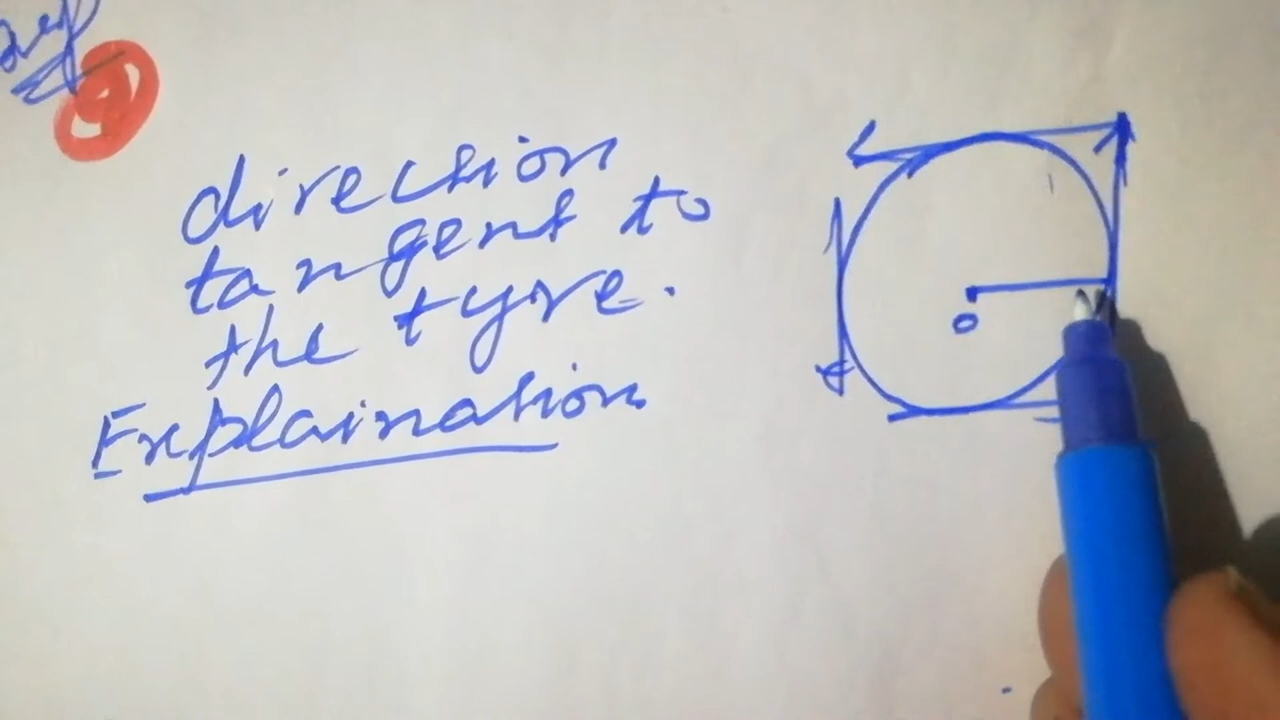 direction
tangent to
the tyre.
Explaination
o